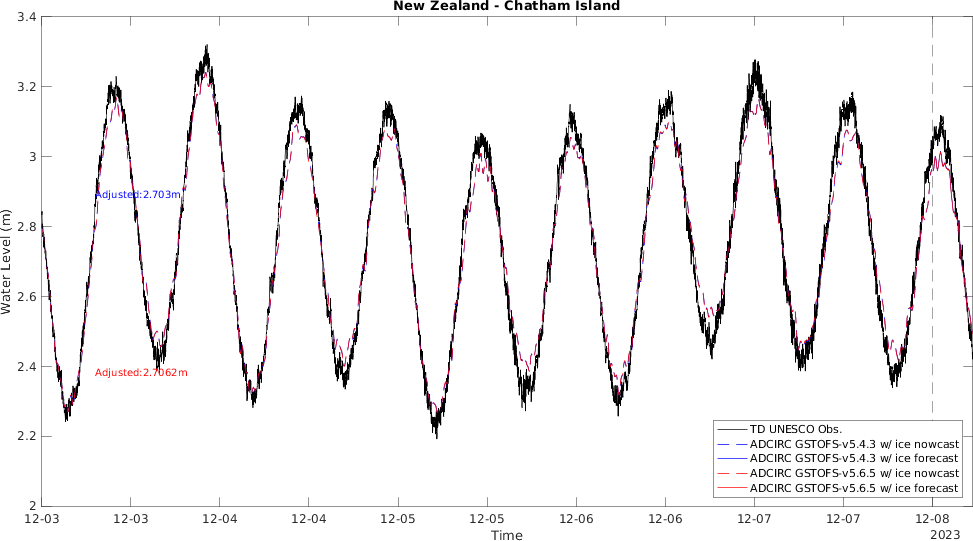 New Zealand - Chatham Island
3.4
3.2
3
2.8
2.6
2.4
2.2
2
Water Level (m)
Adjusted:2.703m
Adjusted:2.7062m
TD UNESCO Obs.
ADCIRC GSTOFS-v5.4.3 w/ ice nowcast
ADCIRC GSTOFS-v5.4.3 w/ ice forecast
ADCIRC GSTOFS-v5.6.5 w/ ice nowcast
ADCIRC GSTOFS-v5.6.5 w/ ice forecast
12-03 12-03 12-04 12-04 12-05 12-05 12-06 12-06 12-07 12-07 12-08
2023
Time